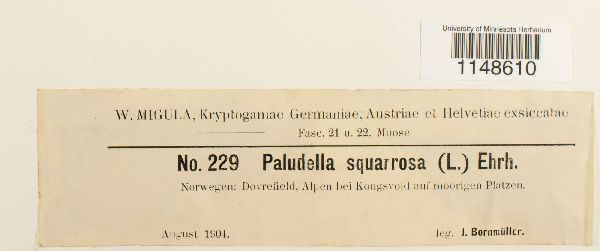 University of Minnesota Herbarium
1148610
W. MIGULA, Kryptogamae Germaniae, Austriae et Helvetiae exsiccatae
Fasc. 21 u. 22. Moose
No. 229 Paludella squarrosa (L.) Ehrh.
Norwegen: Dovrefield, Alpen bei Kongsvold auf moorigen Platzen.
August 1904. leg. J. Bornmüller.